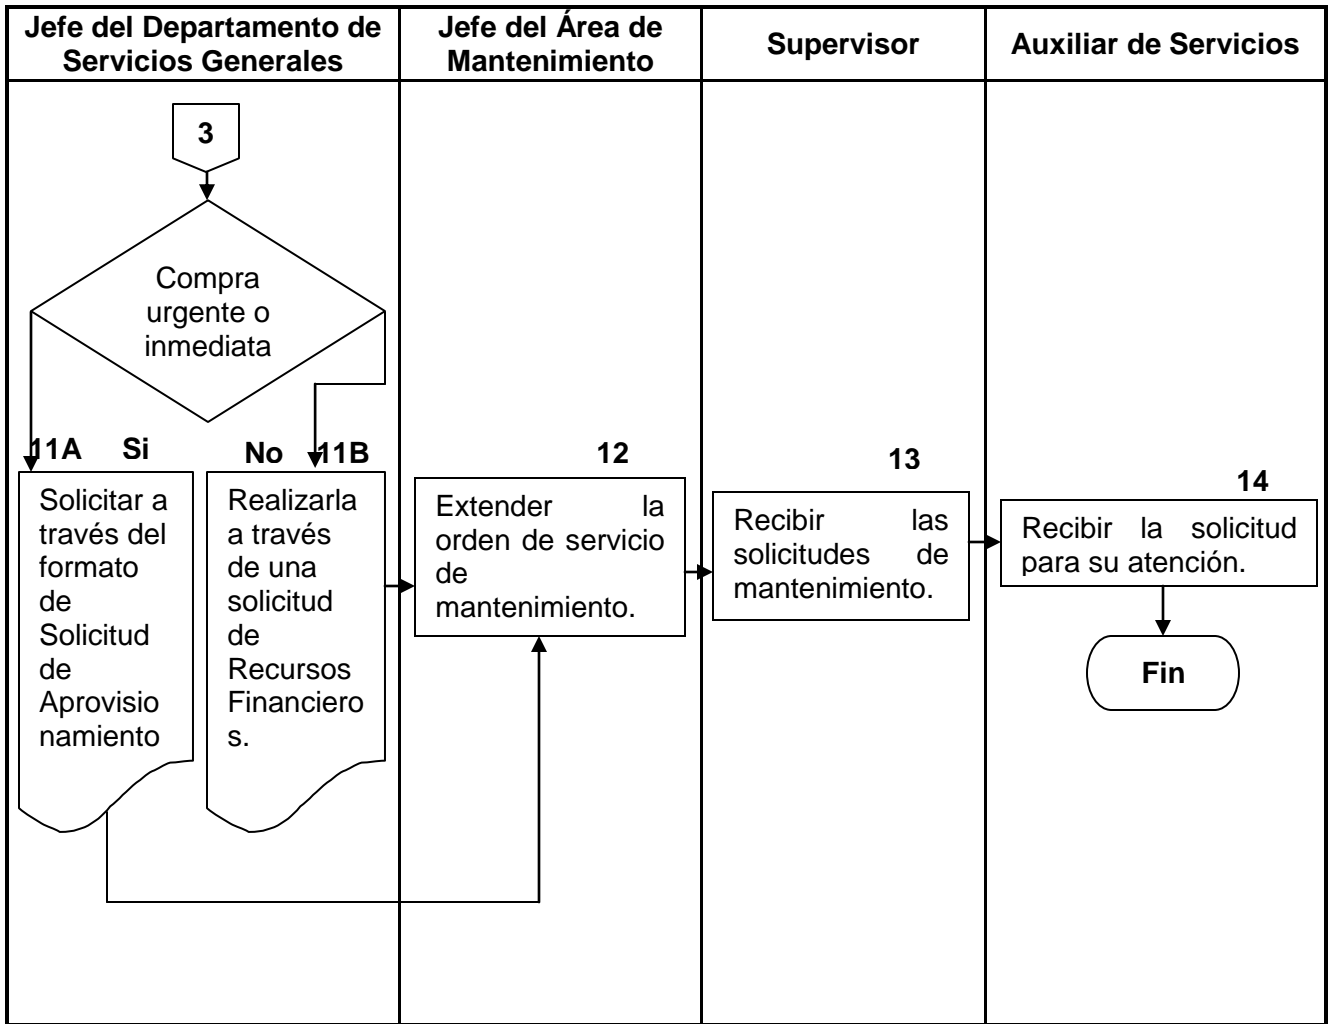 Jefe del Departamento de
Servicios Generales
Jefe del Área de
Mantenimiento
Supervisor
Auxiliar de Servicios
3
Compra
urgente o
inmediata
11A Si
No 11B
12
13
14
Solicitar a
través del
formato
de
Solicitud
de
Aprovisio
namiento
Realizarla
a través
de una
solicitud
de
Recursos
Financiero
s.
Extender la
orden de servicio
de
mantenimiento.
Recibir las
solicitudes de
mantenimiento.
Recibir la solicitud
para su atención.
Fin